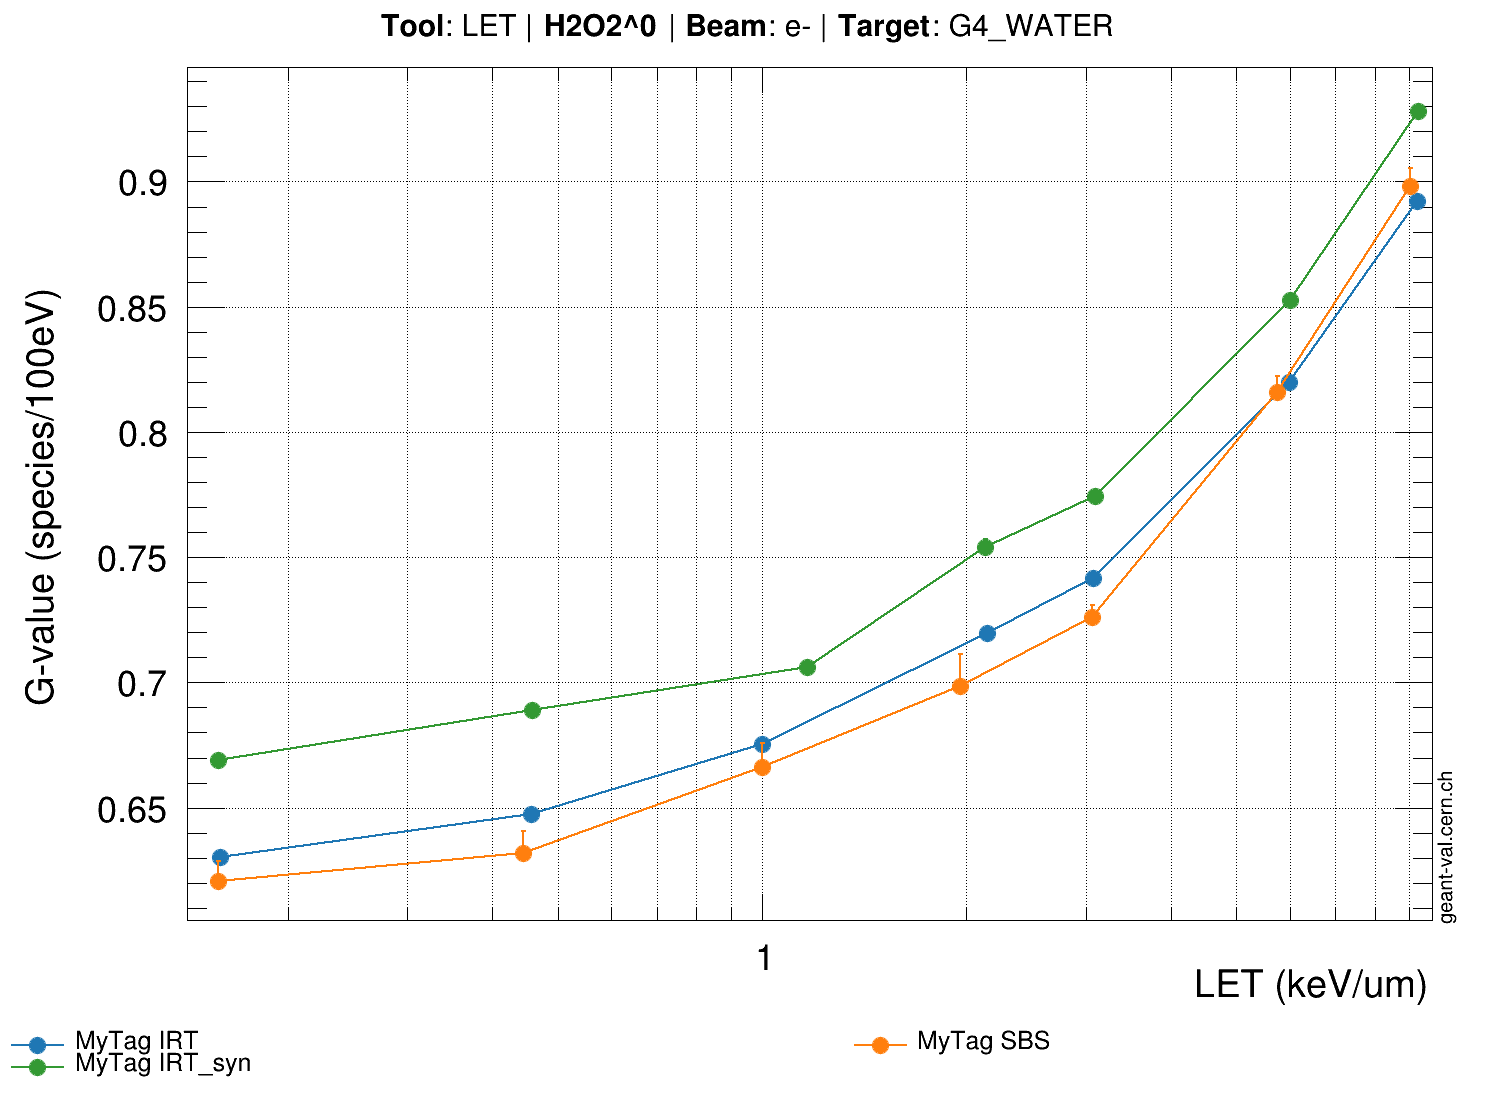 Tool: LET | H2O2^0 | Beam: e- | Target: G4_WATER
0.9
0.85
0.8
0.75
0.7
0.65
G-value (species/100eV)
1
LET (keV/um)
geant-val.cern.ch
MyTag IRT
MyTag SBS
MyTag IRT_syn